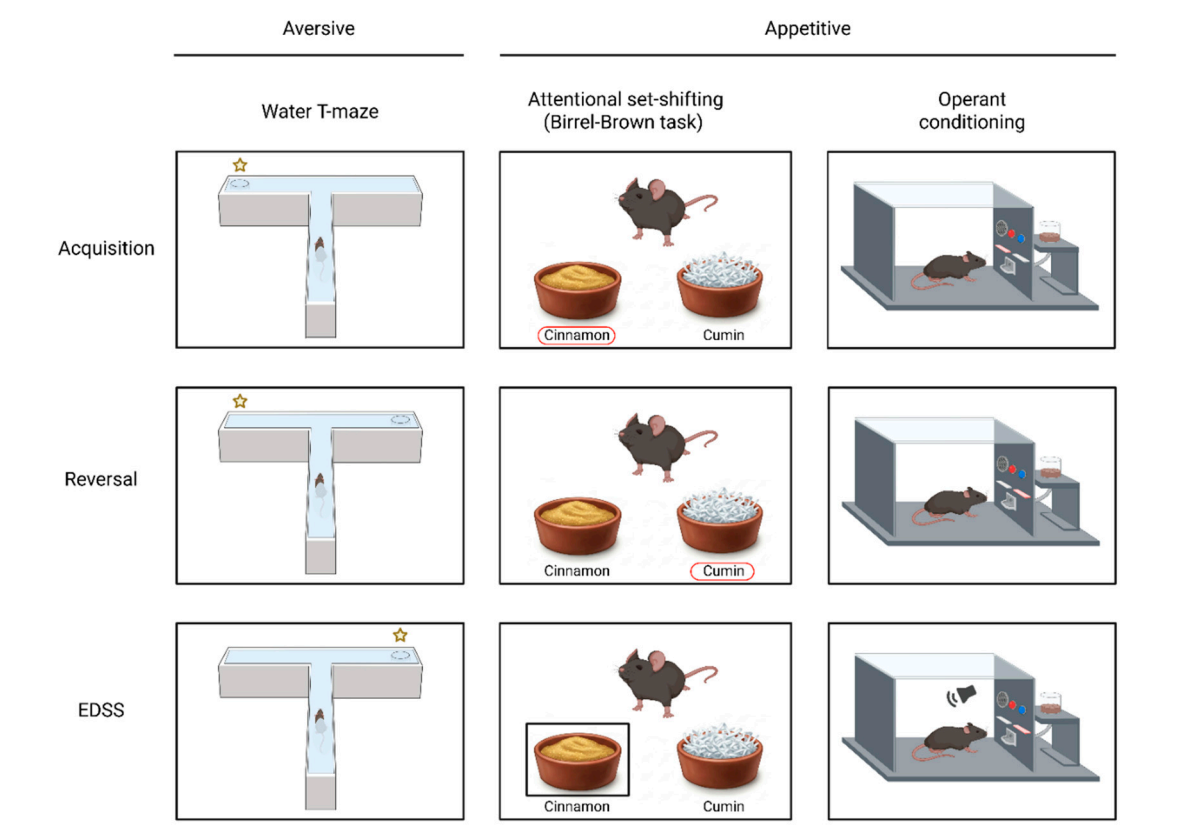 Aversive
Appetitive
Water T-maze
Attentional set-shifting
(Birrel-Brown task)
Operant
conditioning
Acquisition
Cinnamon
Cumin
Reversal
Cinnamon
Cumin
EDSS
Cinnamon
Cumin